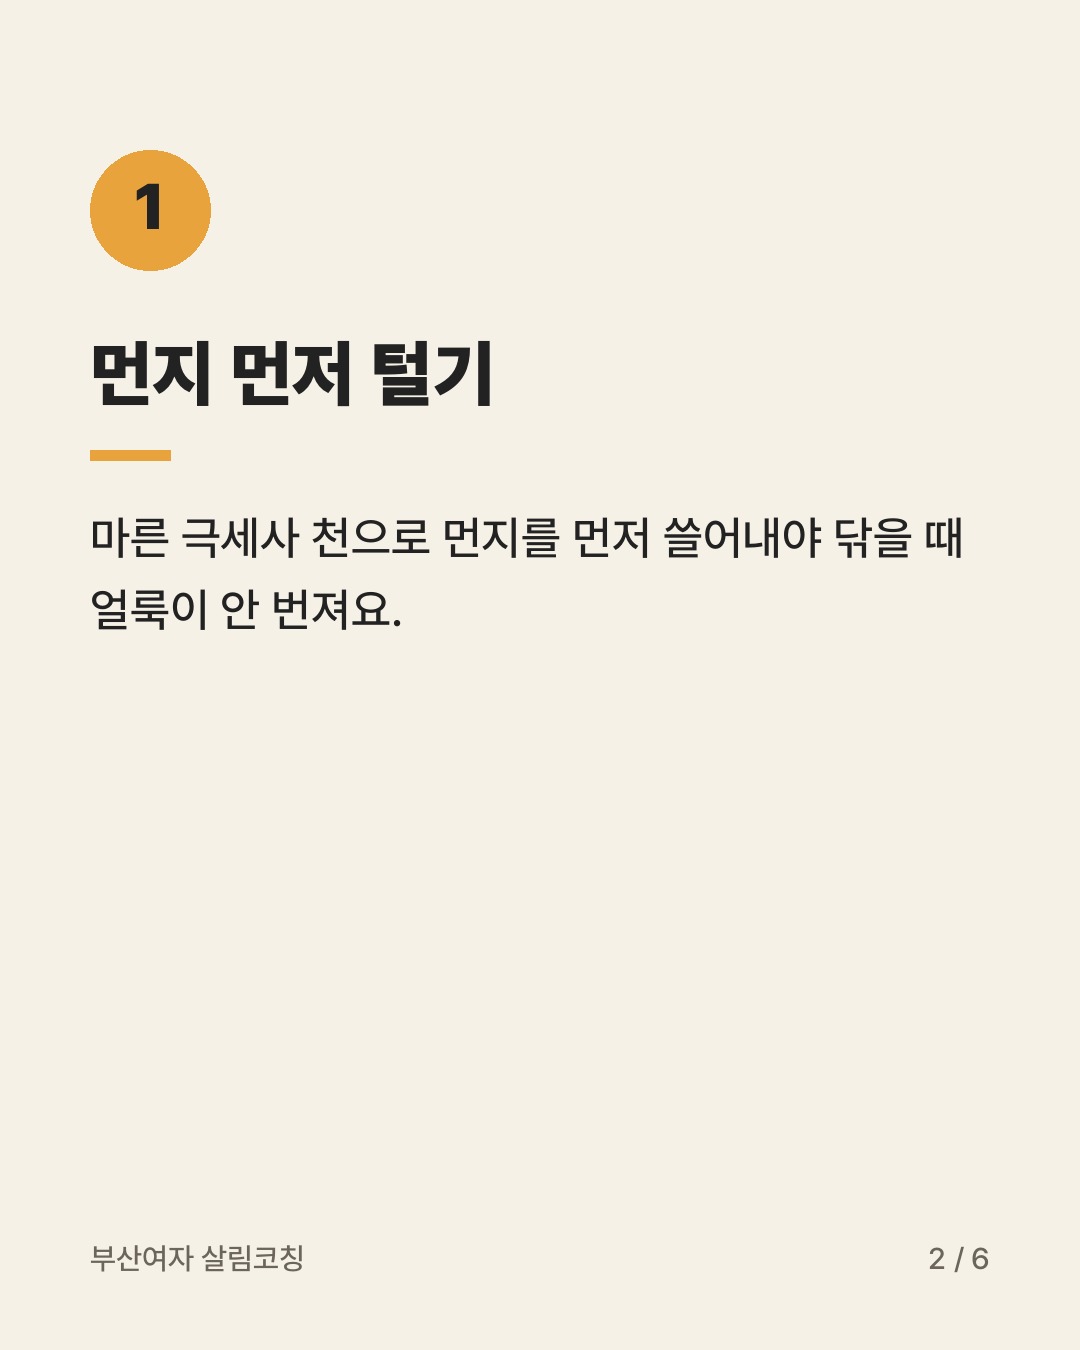 1
먼지 먼저 털기
마른 극세사 천으로 먼지를 먼저 쓸어내야 닦을 때
얼룩이 안 번져요.
부산여자 살림코칭
2 / 6